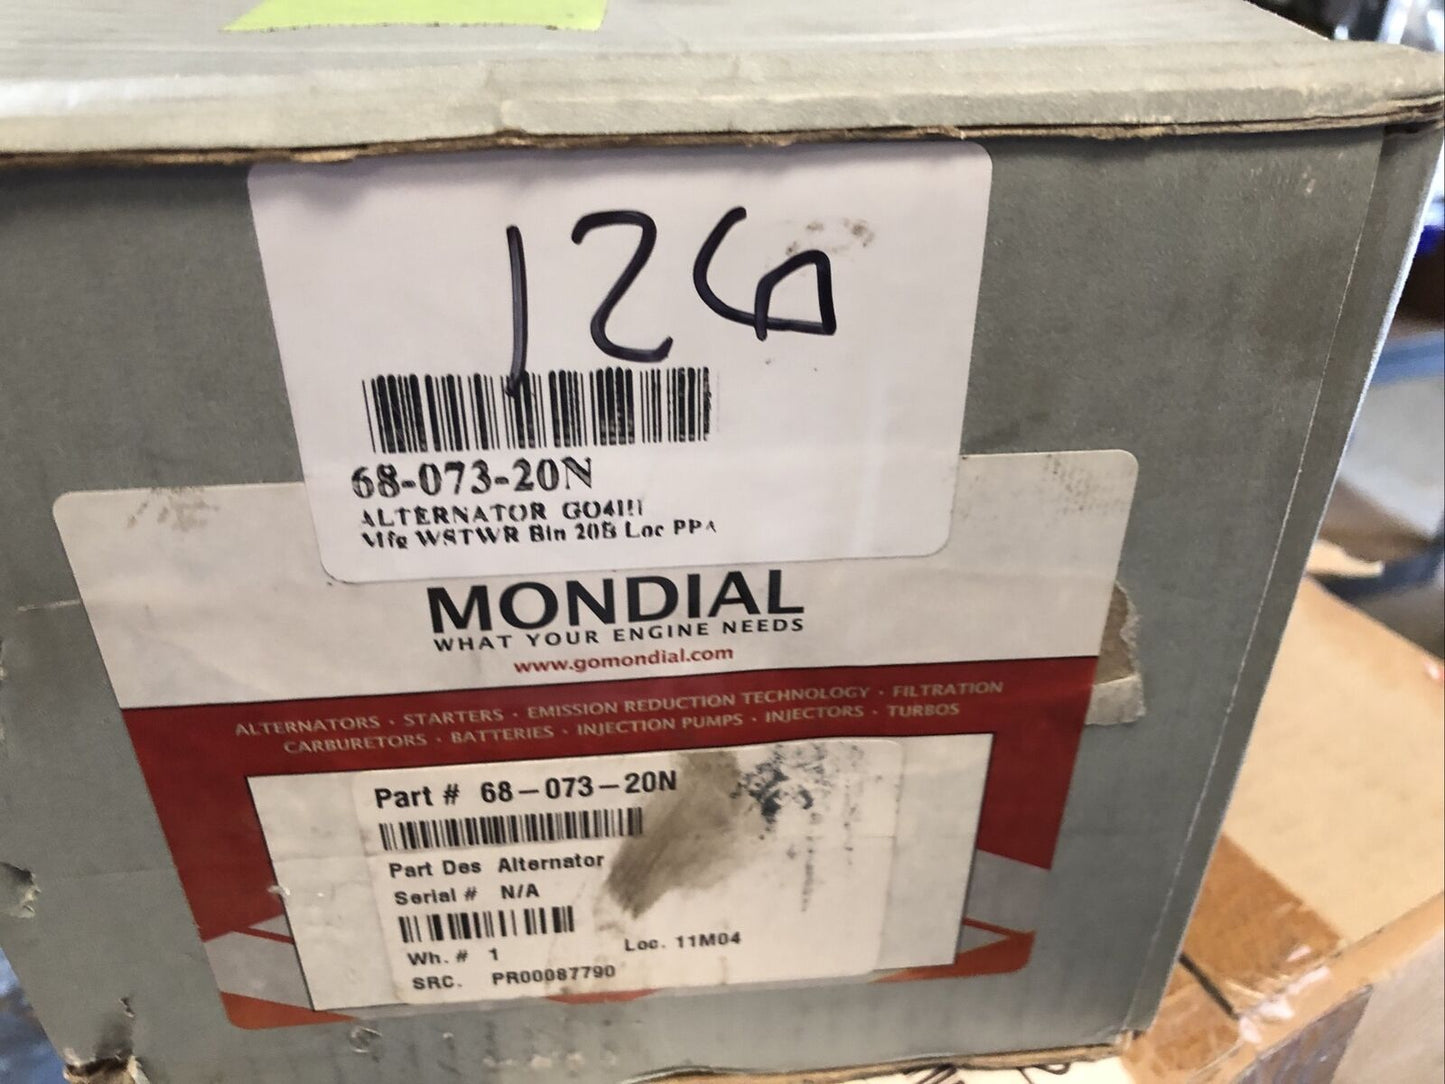 126
68-073-20N
ALTERNATOR GO4!!!
Mfg WSTWR Bin 20B Loc PPA
MONDIAL
WHAT YOUR ENGINE NEEDS
www.gomondial.com
ALTERNATORS · STARTERS · EMISSION REDUCTION TECHNOLOGY · FILTRATION
CARBURETORS · BATTERIES · INJECTION PUMPS · INJECTORS · TURBOS
Part # 68-073-20N
Part Des Alternator
Serial # N/A
Wh. # 1 Loc. 11M04
SRC. PR00087790